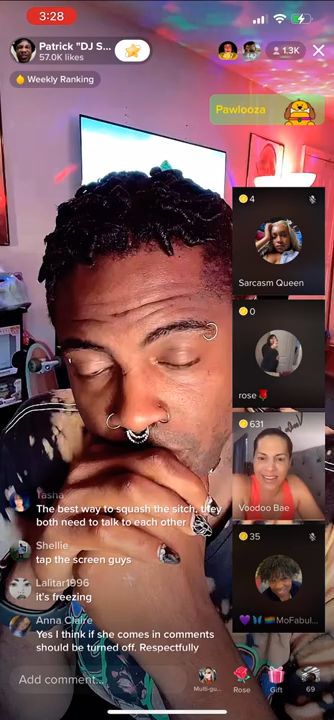 3:28
Patrick "DJ S...
57.0K likes
1.3K
Weekly Ranking
Pawlooza
4
Sarcasm Queen
0
rose🌹
631
Voodoo Bae
35
💜🦋🏳️‍🌈MoFabul...
Tasha
The best way to squash the sitch, they
both need to talk to each other
Shellie
tap the screen guys
Lalitar1996
it's freezing
Anna Claire
Yes I think if she comes in comments
should be turned off. Respectfully
Add comment...
Multi-gu...
Rose
Gift
69